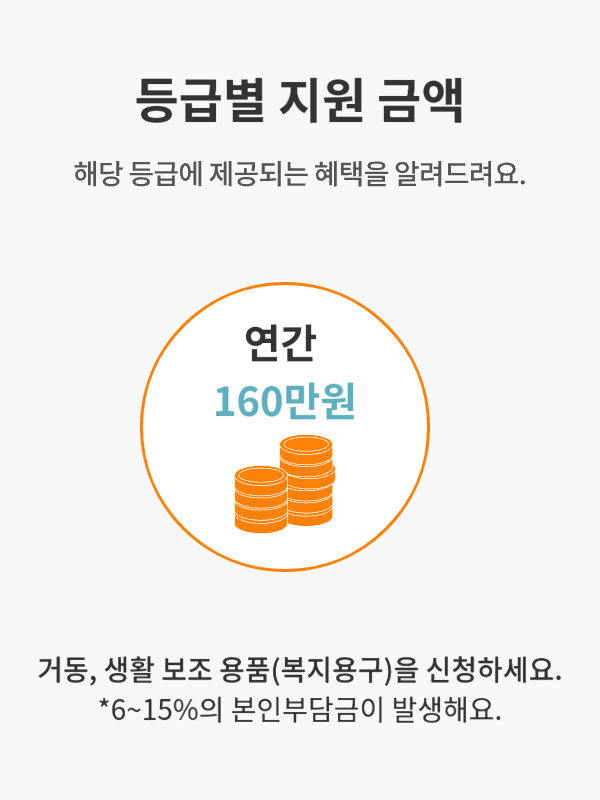 등급별 지원 금액
해당 등급에 제공되는 혜택을 알려드려요.
연간
160만원
거동, 생활 보조 용품(복지용구)을 신청하세요.
*6~15%의 본인부담금이 발생해요.